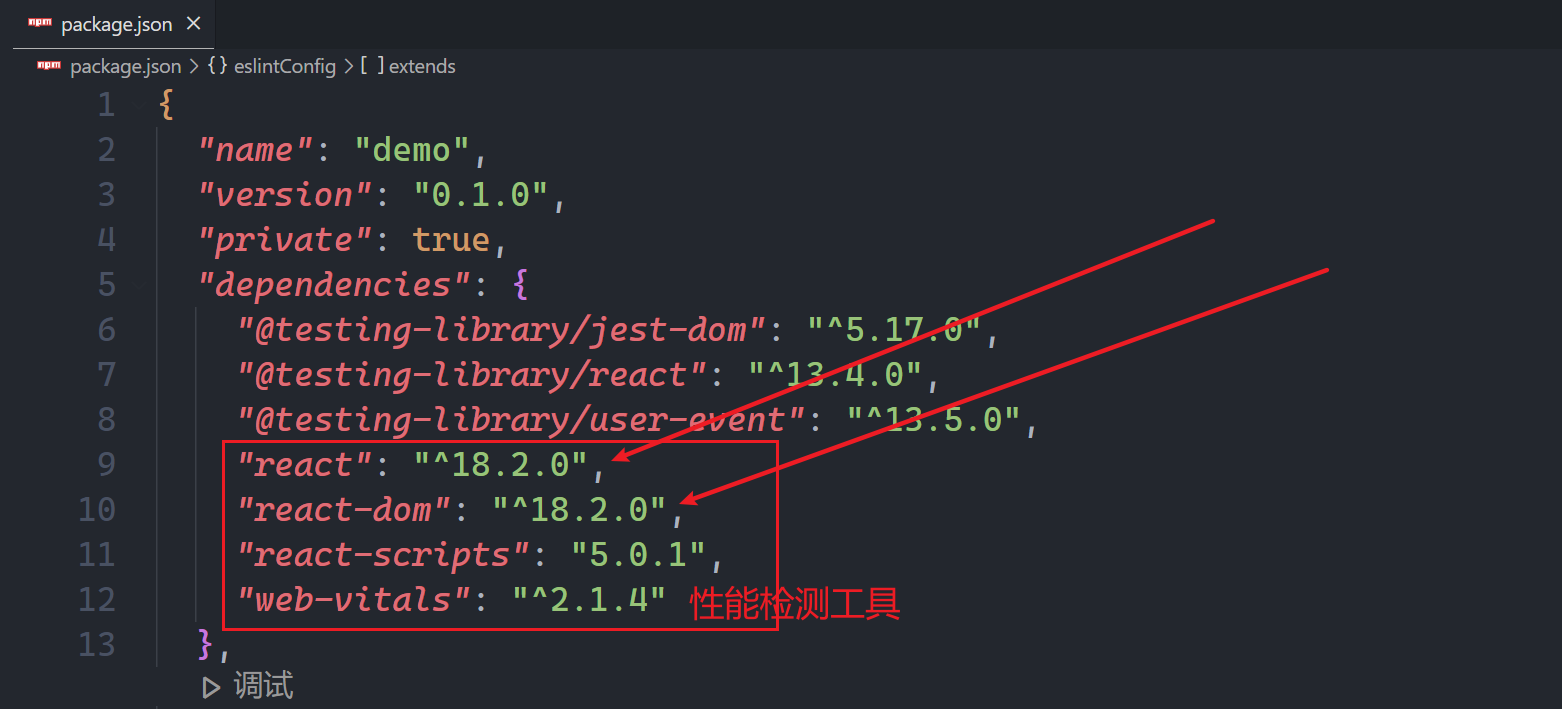 npm package.json ×
npm package.json > {} eslintConfig > [ ] extends
1 {
2 "name": "demo",
3 "version": "0.1.0",
4 "private": true,
5 "dependencies": {
6 "@testing-library/jest-dom": "^5.17.0",
7 "@testing-library/react": "^13.4.0",
8 "@testing-library/user-event": "^13.5.0",
9 "react": "^18.2.0",
10 "react-dom": "^18.2.0",
11 "react-scripts": "5.0.1",
12 "web-vitals": "^2.1.4" 性能检测工具
13 },
▷ 调试